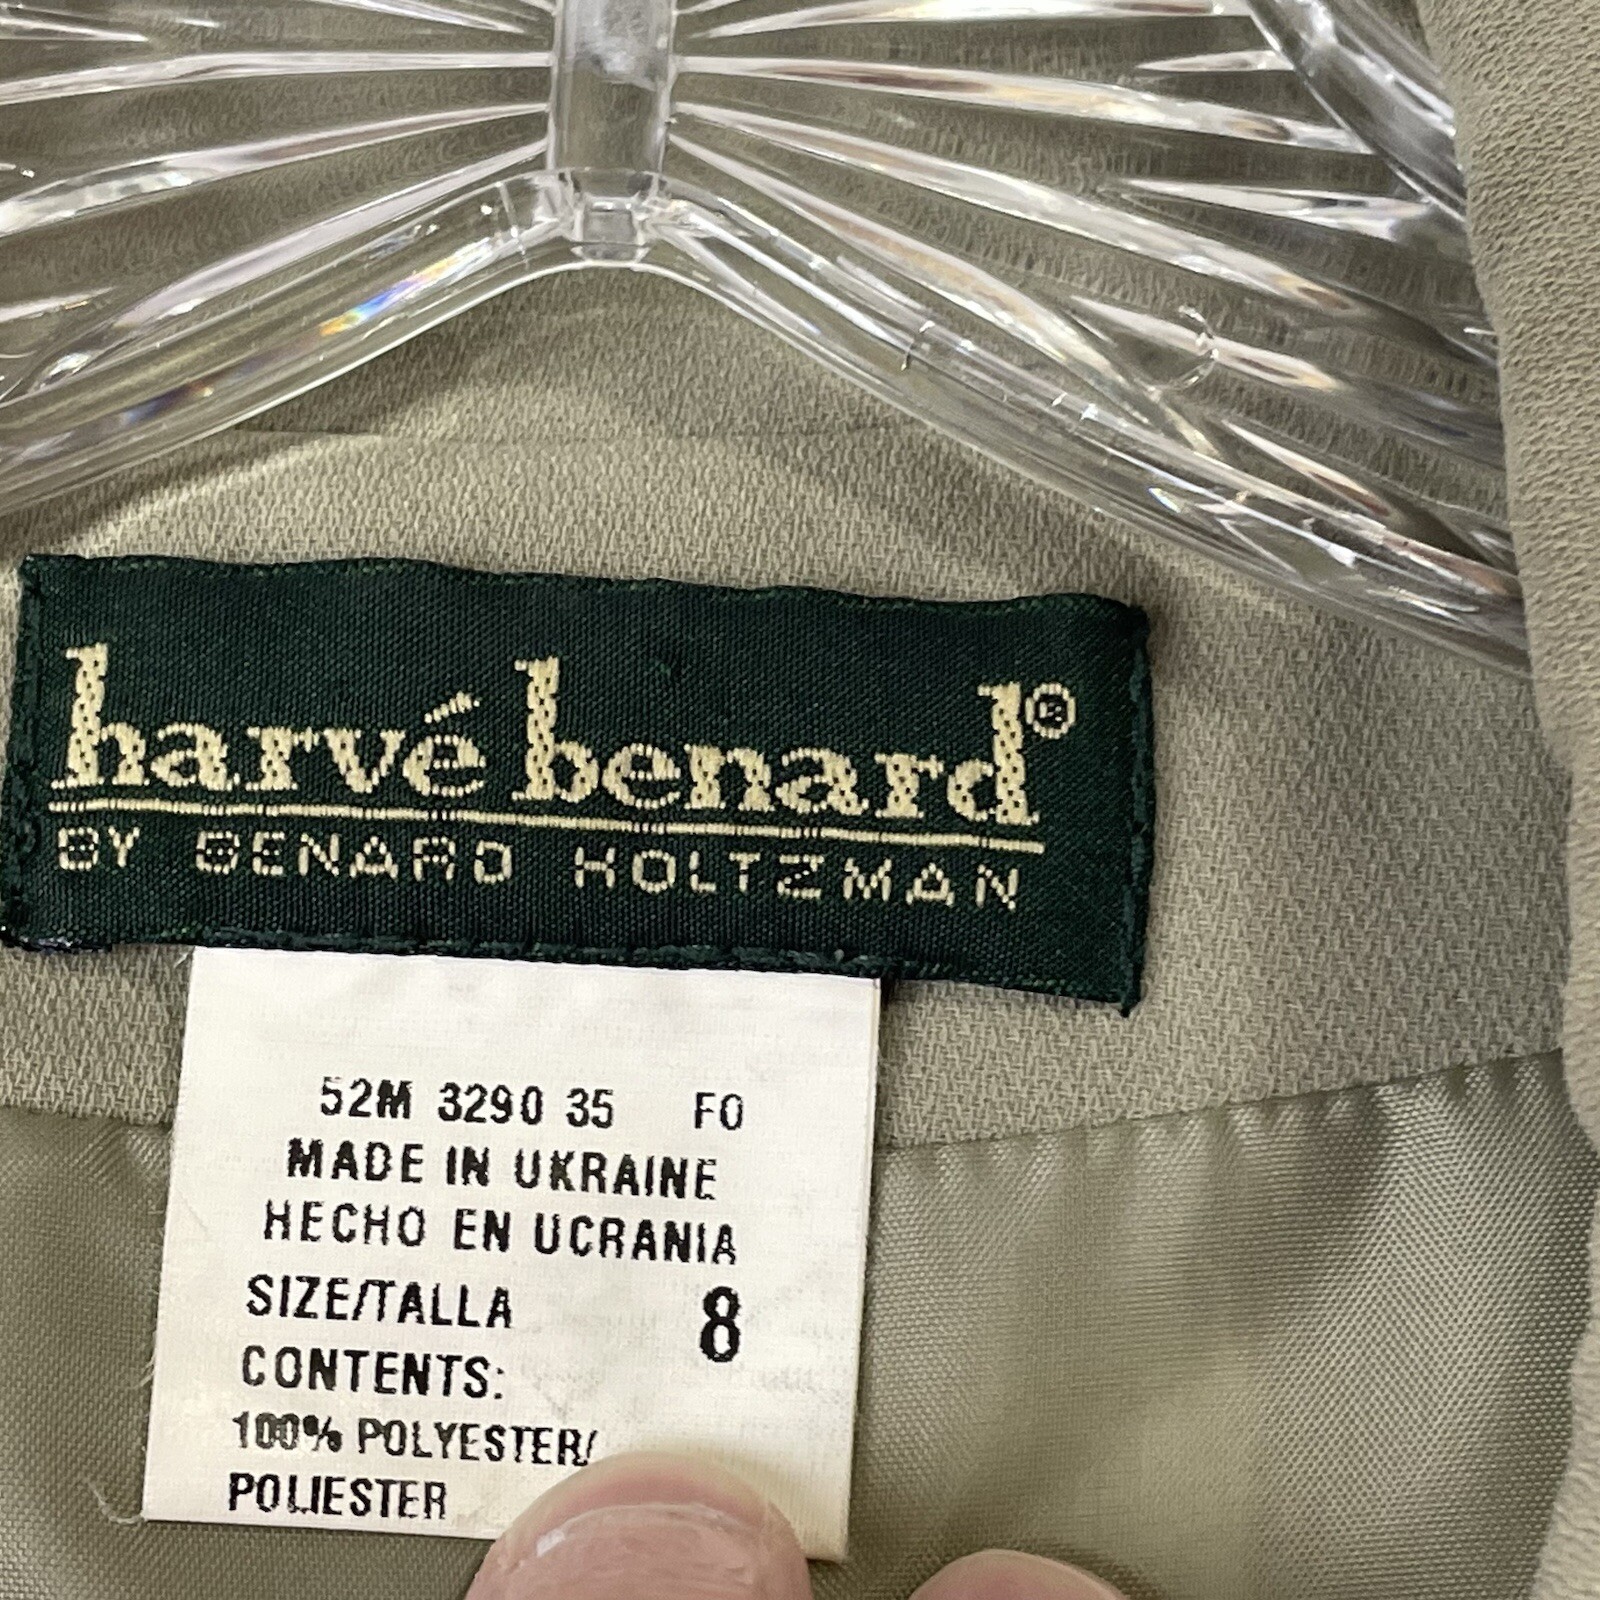 harvé benard®
BY BENARD HOLTZMAN
52M 3290 35 FO
MADE IN UKRAINE
HECHO EN UCRANIA
SIZE/TALLA 8
CONTENTS:
100% POLYESTER/
POLIESTER